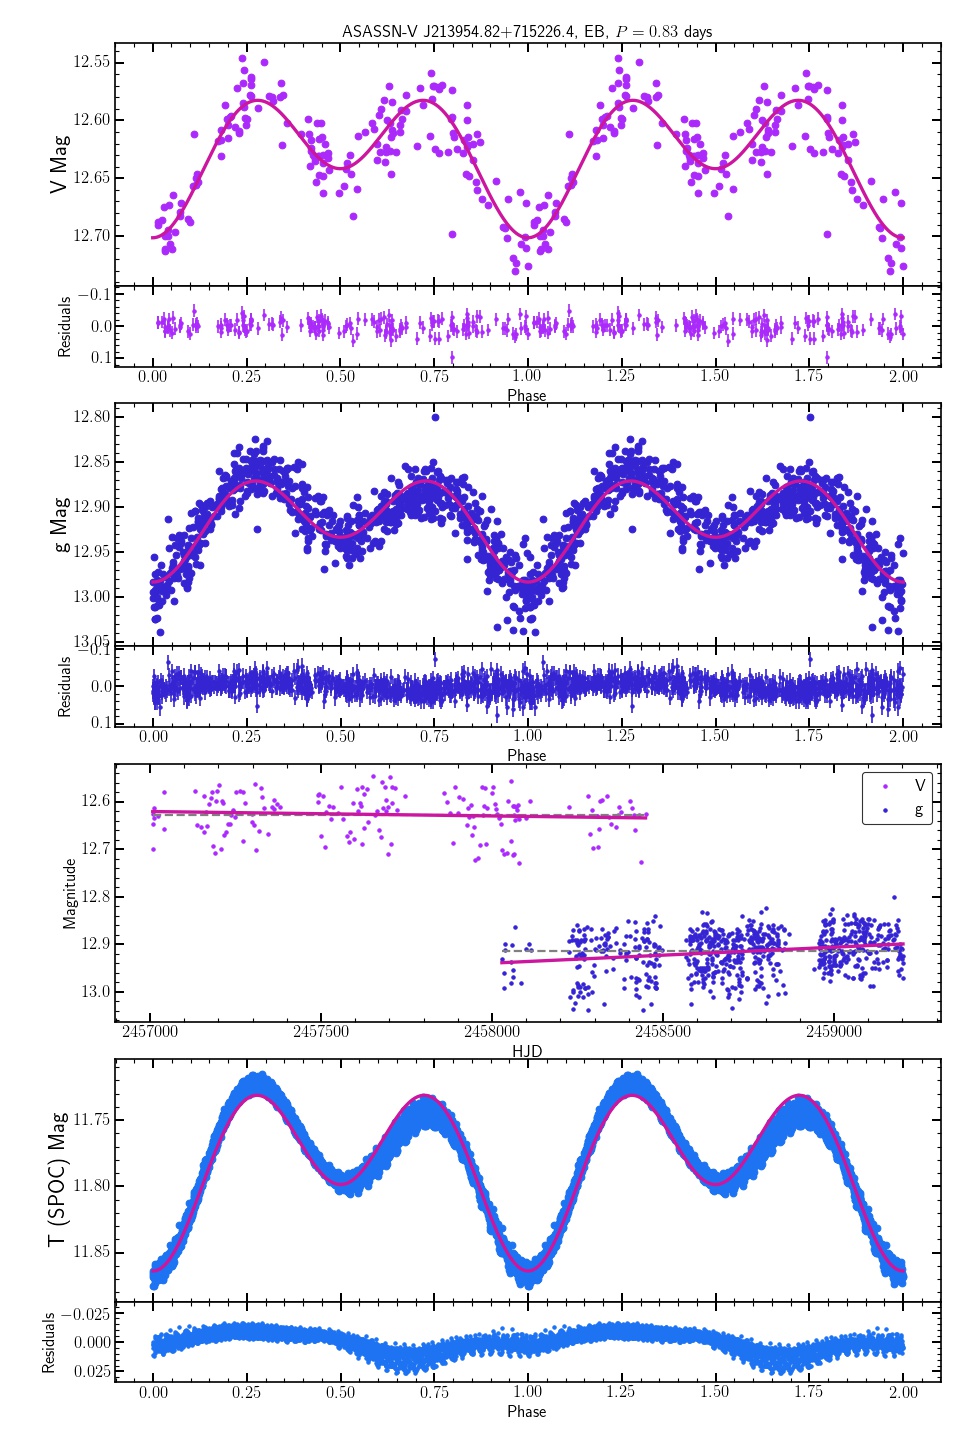 ASASSN-V J213954.82+715226.4, EB, P = 0.83 days
V Mag
12.55
12.60
12.65
12.70
Residuals
−0.1
0.0
0.1
0.00 0.25 0.50 0.75 1.00 1.25 1.50 1.75 2.00
Phase
g Mag
12.80
12.85
12.90
12.95
13.00
13.05
Residuals
−0.1
0.0
0.1
0.00 0.25 0.50 0.75 1.00 1.25 1.50 1.75 2.00
Phase
Magnitude
12.6
12.7
12.8
12.9
13.0
V
g
2457000 2457500 2458000 2458500 2459000
HJD
T (SPOC) Mag
11.75
11.80
11.85
Residuals
−0.025
0.000
0.025
0.00 0.25 0.50 0.75 1.00 1.25 1.50 1.75 2.00
Phase